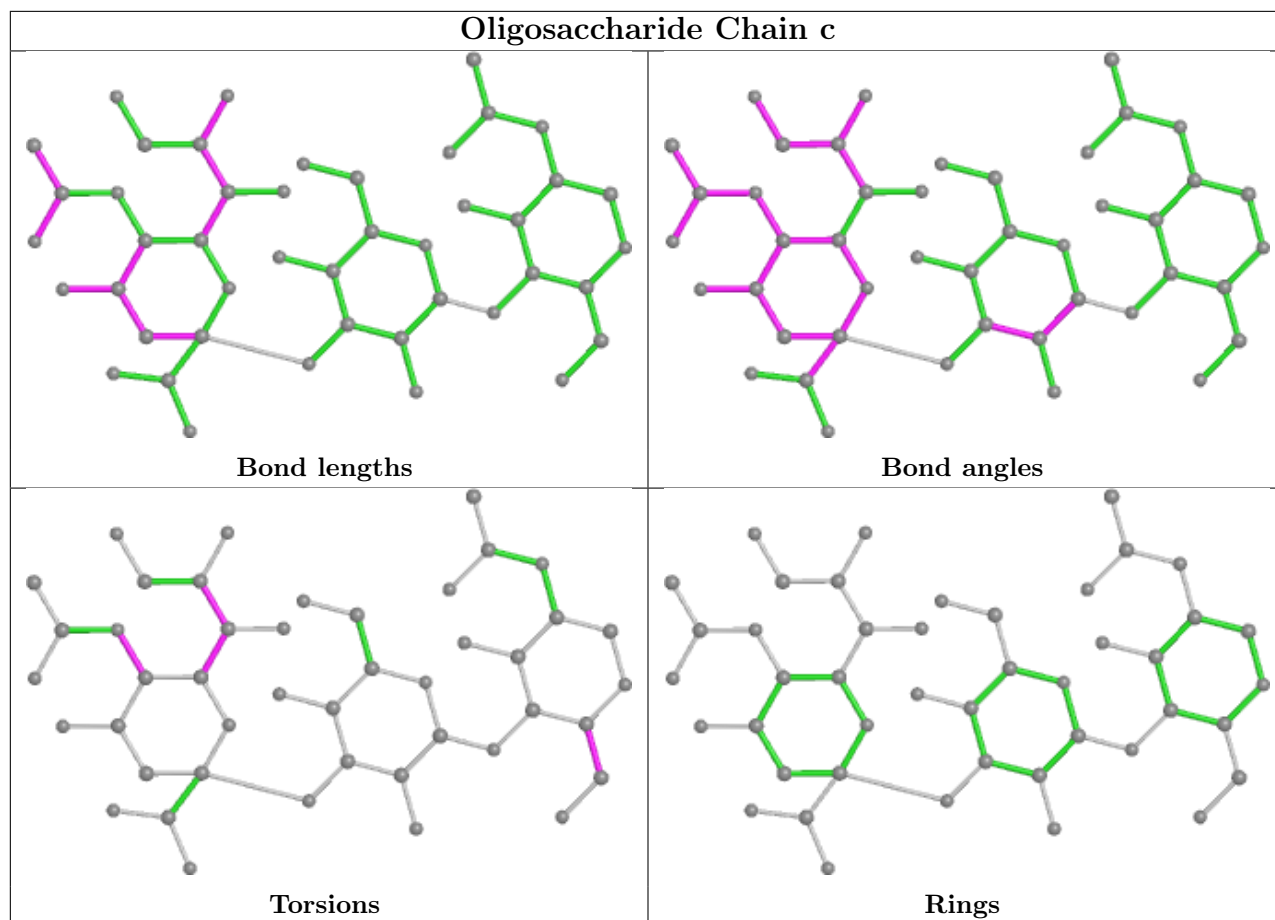 Oligosaccharide Chain c
Bond lengths
Bond angles
Torsions
Rings